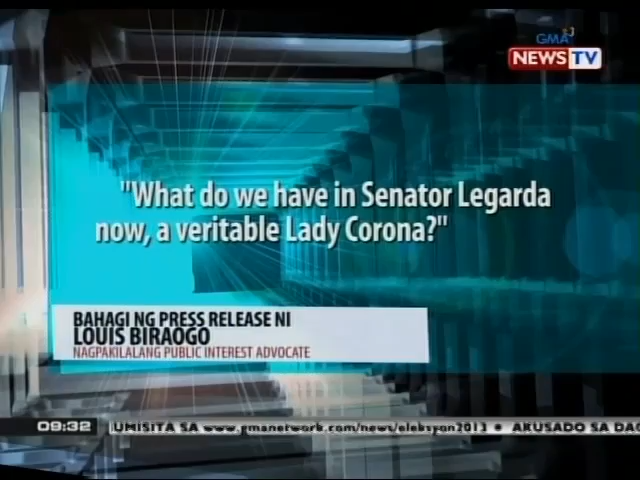 GMA
NEWS TV
"What do we have in Senator Legarda
now, a veritable Lady Corona?"
BAHAGI NG PRESS RELEASE NI
LOUIS BIRAOGO
NAGPAKILALANG PUBLIC INTEREST ADVOCATE
09:32 UMISITA SA www.gmanetwork.com/news/eleksyon2013 • AKUSADO SA DAG